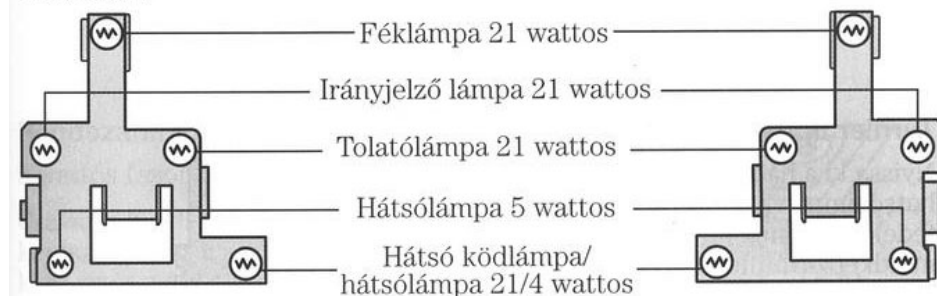 Féklámpa 21 wattos
Irányjelző lámpa 21 wattos
Tolatólámpa 21 wattos
Hátsólámpa 5 wattos
Hátsó ködlámpa/
hátsólámpa 21/4 wattos